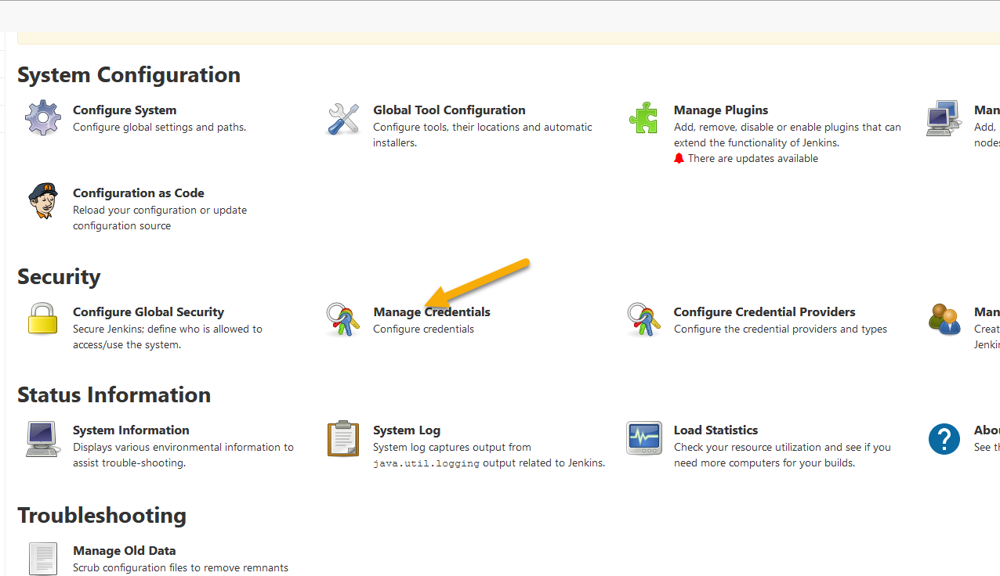 System Configuration
Configure System
Configure global settings and paths.
Global Tool Configuration
Configure tools, their locations and automatic
installers.
Manage Plugins
Add, remove, disable or enable plugins that can
extend the functionality of Jenkins.
There are updates available
Man
Add,
nodes
Configuration as Code
Reload your configuration or update
configuration source
Security
Configure Global Security
Secure Jenkins; define who is allowed to
access/use the system.
Manage Credentials
Configure credentials
Configure Credential Providers
Configure the credential providers and types
Man
Creat
Jenkin
Status Information
System Information
Displays various environmental information to
assist trouble-shooting.
System Log
System log captures output from
java.util.logging output related to Jenkins.
Load Statistics
Check your resource utilization and see if you
need more computers for your builds.
Abou
See th
Troubleshooting
Manage Old Data
Scrub configuration files to remove remnants